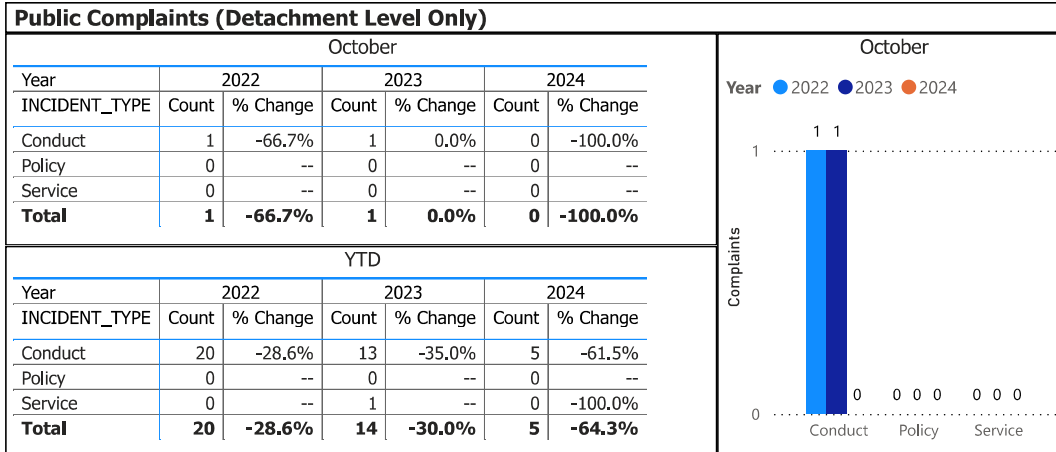 Public Complaints (Detachment Level Only)
October
Year 2022 2023 2024
INCIDENT_TYPE Count % Change Count % Change Count % Change
Conduct 1 -66.7% 1 0.0% 0 -100.0%
Policy 0 -- 0 -- 0 --
Service 0 -- 0 -- 0 --
Total 1 -66.7% 1 0.0% 0 -100.0%
YTD
Year 2022 2023 2024
INCIDENT_TYPE Count % Change Count % Change Count % Change
Conduct 20 -28.6% 13 -35.0% 5 -61.5%
Policy 0 -- 0 -- 0 --
Service 0 -- 1 -- 0 -100.0%
Total 20 -28.6% 14 -30.0% 5 -64.3%
October
Year 2022 2023 2024
1 1
1
Complaints
0 0 0 0 0 0 0
0
Conduct Policy Service